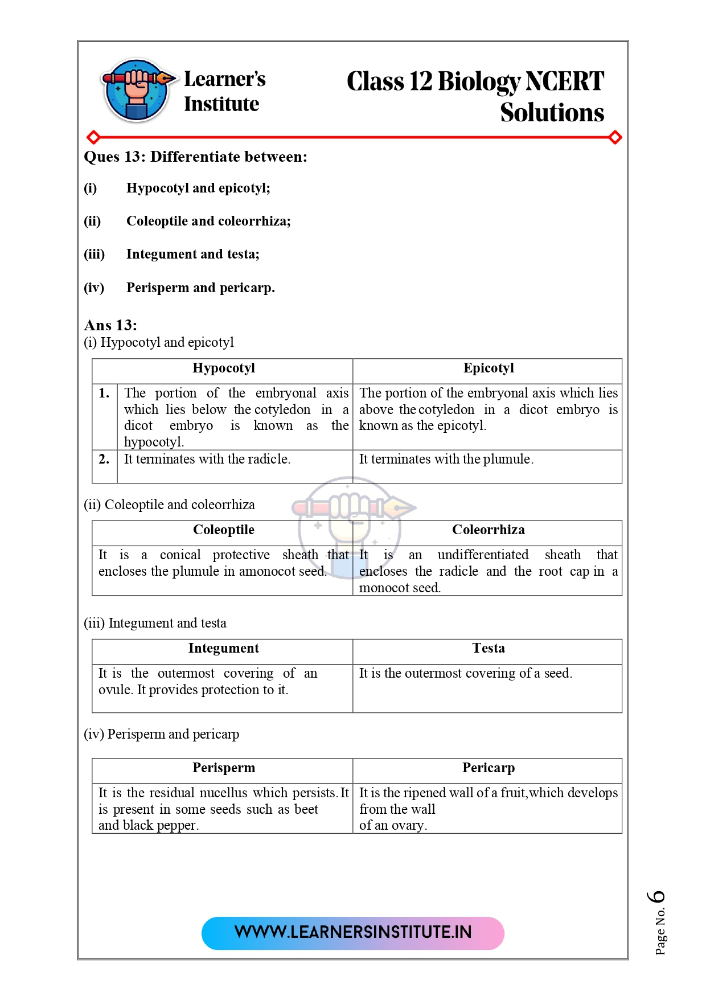 Learner's
Institute
Class 12 Biology NCERT
Solutions
Ques 13: Differentiate between:
(i) Hypocotyl and epicotyl;
(ii) Coleoptile and coleorrhiza;
(iii) Integument and testa;
(iv) Perisperm and pericarp.
Ans 13:
(i) Hypocotyl and epicotyl
Hypocotyl Epicotyl
1. The portion of the embryonal axis The portion of the embryonal axis which lies
which lies below the cotyledon in a above the cotyledon in a dicot embryo is
dicot embryo is known as the known as the epicotyl.
hypocotyl.
2. It terminates with the radicle. It terminates with the plumule.
(ii) Coleoptile and coleorrhiza
Coleoptile Coleorrhiza
It is a conical protective sheath that It is an undifferentiated sheath that
encloses the plumule in amonocot seed. encloses the radicle and the root cap in a
monocot seed.
(iii) Integument and testa
Integument Testa
It is the outermost covering of an It is the outermost covering of a seed.
ovule. It provides protection to it.
(iv) Perisperm and pericarp
Perisperm Pericarp
It is the residual nucellus which persists. It It is the ripened wall of a fruit,which develops
is present in some seeds such as beet from the wall
and black pepper. of an ovary.
WWW.LEARNERSINSTITUTE.IN
Page No. 6